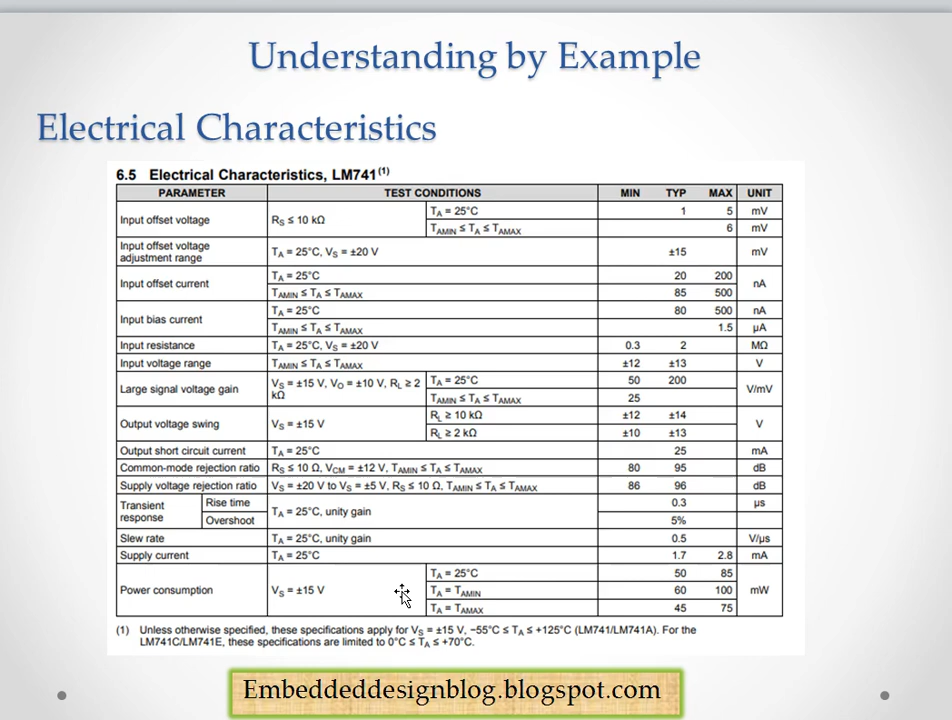 Understanding by Example
Electrical Characteristics
6.5 Electrical Characteristics, LM741(1)
PARAMETER TEST CONDITIONS MIN TYP MAX UNIT
Input offset voltage RS ≤ 10 kΩ TA = 25°C 1 5 mV
TAMIN ≤ TA ≤ TAMAX 6 mV
Input offset voltage
adjustment range TA = 25°C, VS = ±20 V ±15 mV
Input offset current TA = 25°C 20 200 nA
TAMIN ≤ TA ≤ TAMAX 85 500
Input bias current TA = 25°C 80 500 nA
TAMIN ≤ TA ≤ TAMAX 1.5 μA
Input resistance TA = 25°C, VS = ±20 V 0.3 2 MΩ
Input voltage range TAMIN ≤ TA ≤ TAMAX ±12 ±13 V
Large signal voltage gain VS = ±15 V, VO = ±10 V, RL ≥ 2
kΩ TA = 25°C 50 200 V/mV
TAMIN ≤ TA ≤ TAMAX 25
Output voltage swing VS = ±15 V RL ≥ 10 kΩ ±12 ±14 V
RL ≥ 2 kΩ ±10 ±13
Output short circuit current TA = 25°C 25 mA
Common-mode rejection ratio RS ≤ 10 Ω, VCM = ±12 V, TAMIN ≤ TA ≤ TAMAX 80 95 dB
Supply voltage rejection ratio VS = ±20 V to VS = ±5 V, RS ≤ 10 Ω, TAMIN ≤ TA ≤ TAMAX 86 96 dB
Transient
response Rise time TA = 25°C, unity gain 0.3 μs
Overshoot 5%
Slew rate TA = 25°C, unity gain 0.5 V/μs
Supply current TA = 25°C 1.7 2.8 mA
Power consumption VS = ±15 V TA = 25°C 50 85 mW
TA = TAMIN 60 100
TA = TAMAX 45 75
(1) Unless otherwise specified, these specifications apply for VS = ±15 V, −55°C ≤ TA ≤ +125°C (LM741/LM741A). For the
LM741C/LM741E, these specifications are limited to 0°C ≤ TA ≤ +70°C.
Embeddeddesignblog.blogspot.com